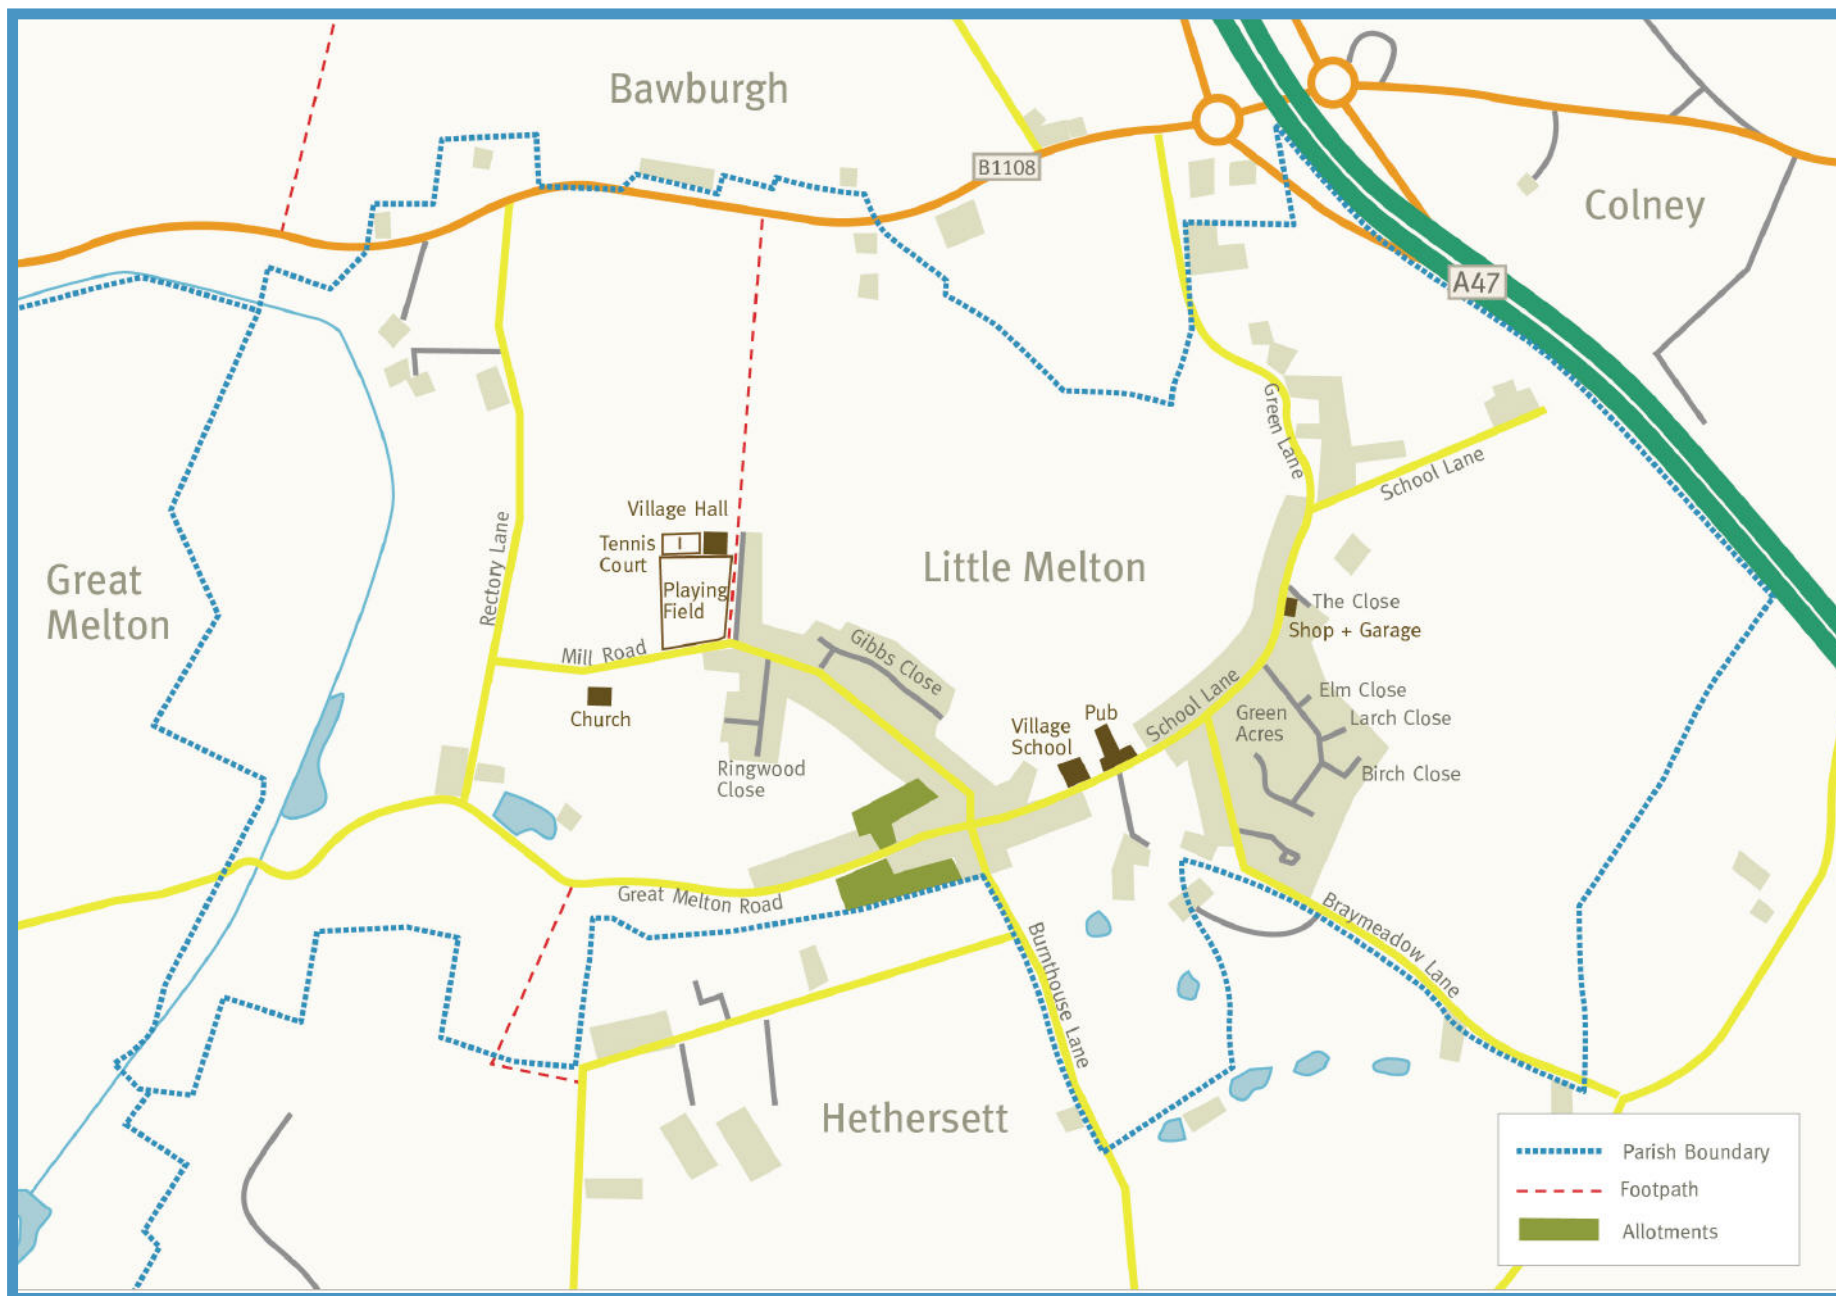 Bawburgh
B1108
Colney
A47
Green Lane
School Lane
Village Hall
Tennis
Court
Playing
Field
Rectory Lane
Little Melton
Great
Melton
The Close
Shop + Garage
Mill Road
Gibbs Close
Church
Elm Close
Larch Close
Green
Acres
School Lane
Pub
Village
School
Birch Close
Ringwood
Close
Great Melton Road
Braymeadow Lane
Burnthouse Lane
Hethersett
Parish Boundary
Footpath
Allotments